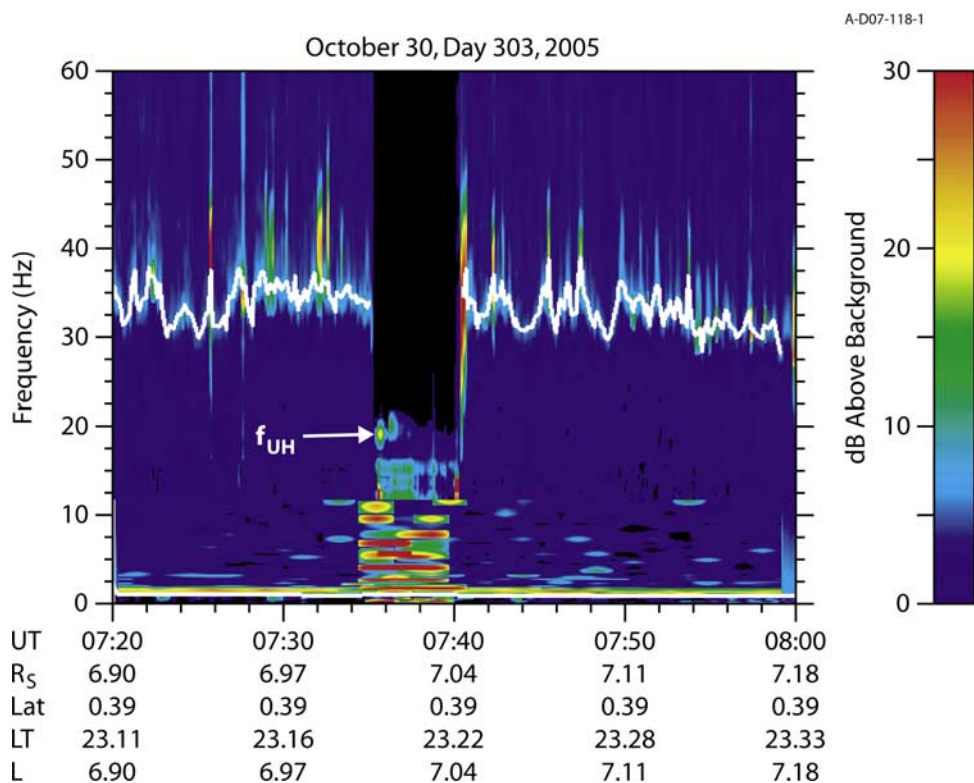 A-D07-118-1
October 30, Day 303, 2005
60
50
40
30
20
10
0
Frequency (Hz)
fUH
30
20
10
0
dB Above Background
UT 07:20 07:30 07:40 07:50 08:00
RS 6.90 6.97 7.04 7.11 7.18
Lat 0.39 0.39 0.39 0.39 0.39
LT 23.11 23.16 23.22 23.28 23.33
L 6.90 6.97 7.04 7.11 7.18